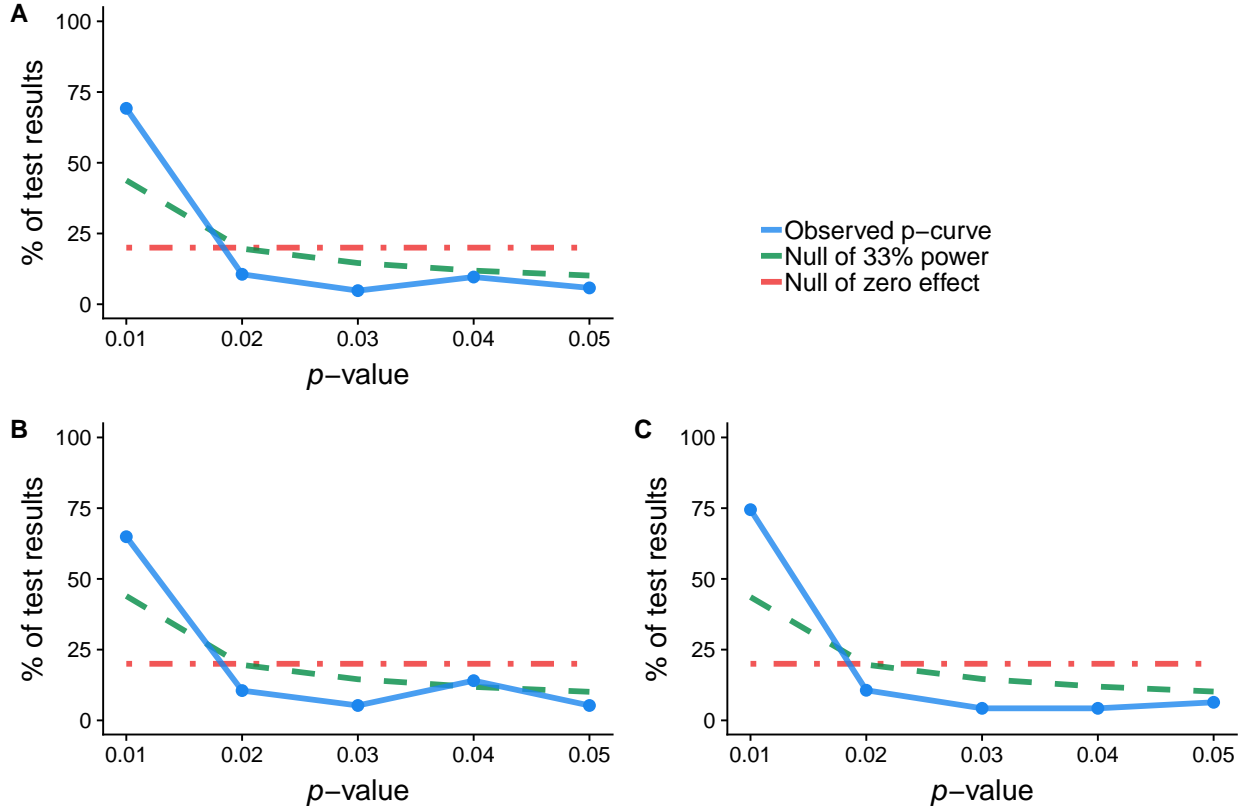 A
100
75
50
25
0
% of test results
0.01 0.02 0.03 0.04 0.05
p−value
Observed p−curve
Null of 33% power
Null of zero effect
B
100
75
50
25
0
% of test results
0.01 0.02 0.03 0.04 0.05
p−value
C
100
75
50
25
0
% of test results
0.01 0.02 0.03 0.04 0.05
p−value